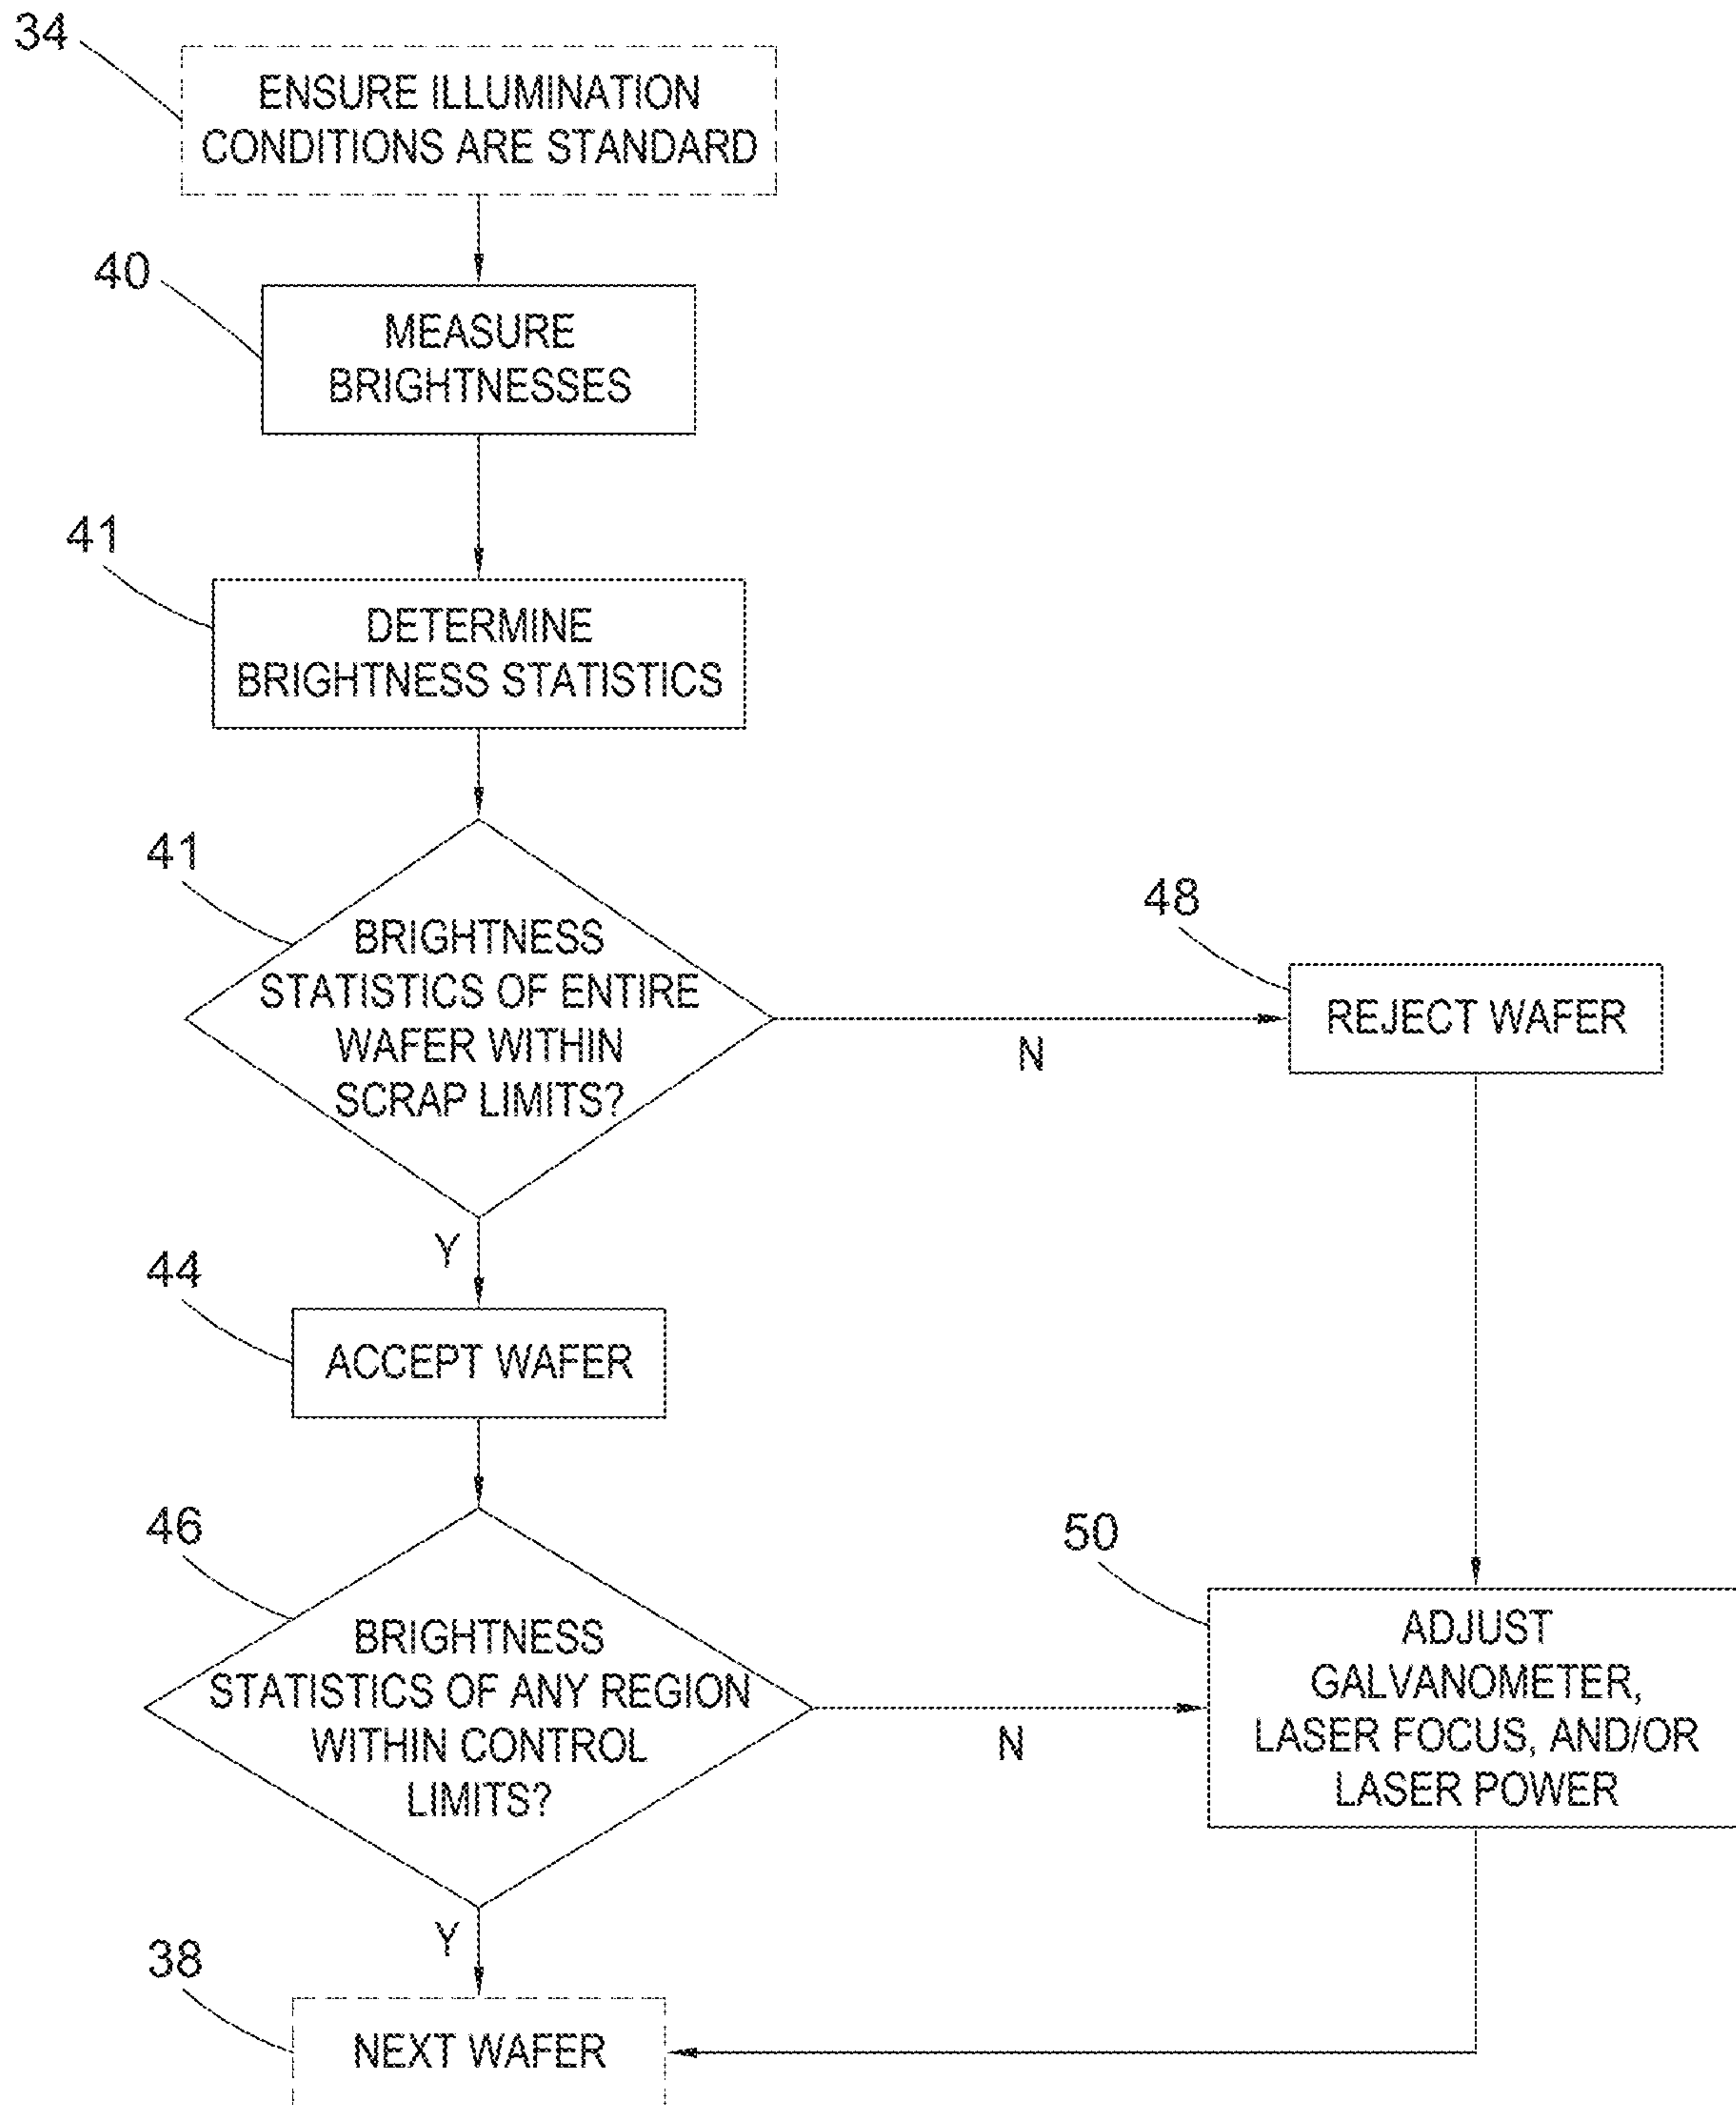 34
ENSURE ILLUMINATION
CONDITIONS ARE STANDARD
40
MEASURE
BRIGHTNESSES
41
DETERMINE
BRIGHTNESS STATISTICS
41
BRIGHTNESS
STATISTICS OF ENTIRE
WAFER WITHIN
SCRAP LIMITS?
N
48
REJECT WAFER
Y
44
ACCEPT WAFER
46
BRIGHTNESS
STATISTICS OF ANY REGION
WITHIN CONTROL
LIMITS?
N
50
ADJUST
GALVANOMETER,
LASER FOCUS, AND/OR
LASER POWER
Y
38
NEXT WAFER